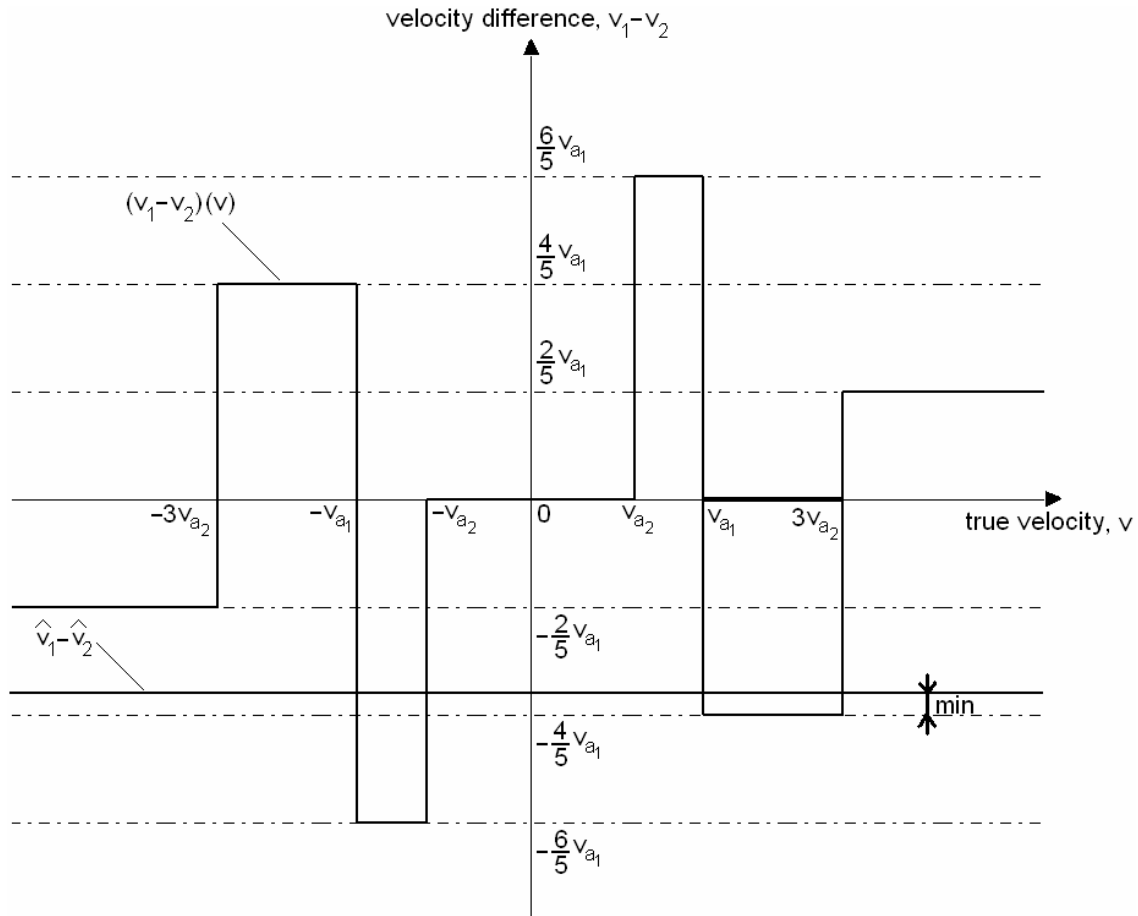 velocity difference, v₁−v₂
6/5 vₐ₁
(v₁−v₂)(v)
4/5 vₐ₁
2/5 vₐ₁
−3vₐ₂ −vₐ₁ −vₐ₂ 0 vₐ₂ vₐ₁ 3vₐ₂
true velocity, v
−2/5 vₐ₁
v̂₁−v̂₂
min
−4/5 vₐ₁
−6/5 vₐ₁